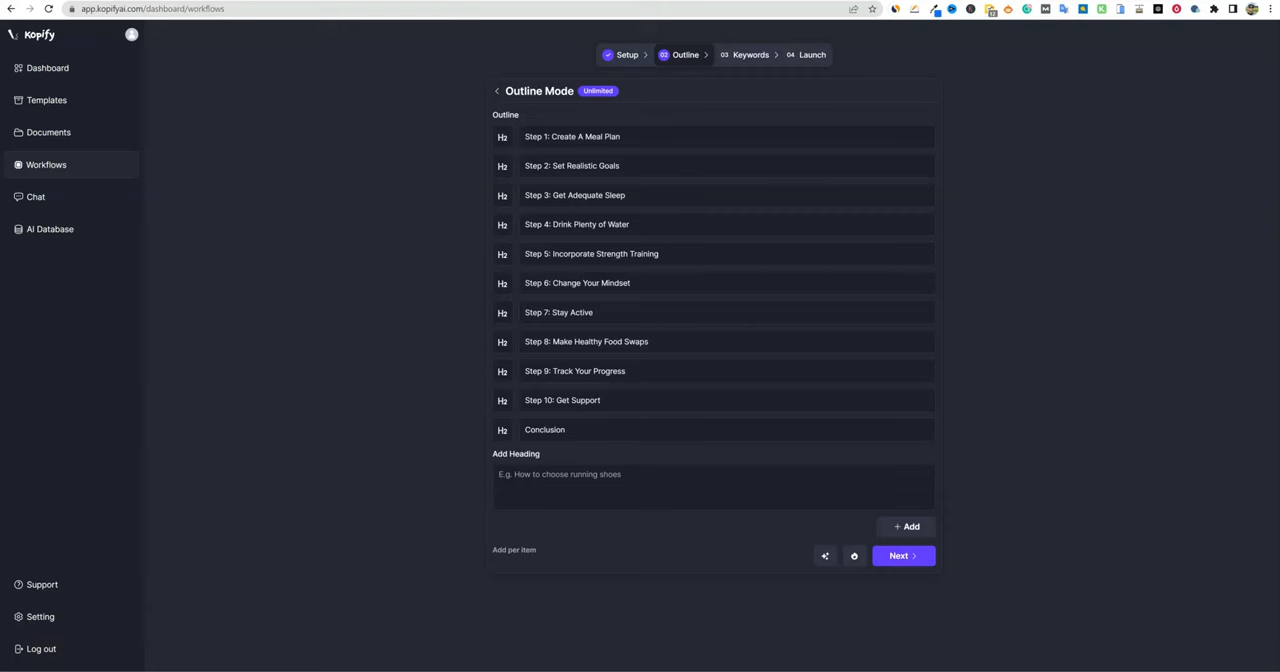 app.kopifyai.com/dashboard/workflows
12
Kopify
Dashboard
Templates
Documents
Workflows
Chat
AI Database
Support
Setting
Log out
Setup
02 Outline
03 Keywords
04 Launch
Outline Mode Unlimited
Outline
H2 Step 1: Create A Meal Plan
H2 Step 2: Set Realistic Goals
H2 Step 3: Get Adequate Sleep
H2 Step 4: Drink Plenty of Water
H2 Step 5: Incorporate Strength Training
H2 Step 6: Change Your Mindset
H2 Step 7: Stay Active
H2 Step 8: Make Healthy Food Swaps
H2 Step 9: Track Your Progress
H2 Step 10: Get Support
H2 Conclusion
Add Heading
E.g. How to choose running shoes
+ Add
Add per item
Next